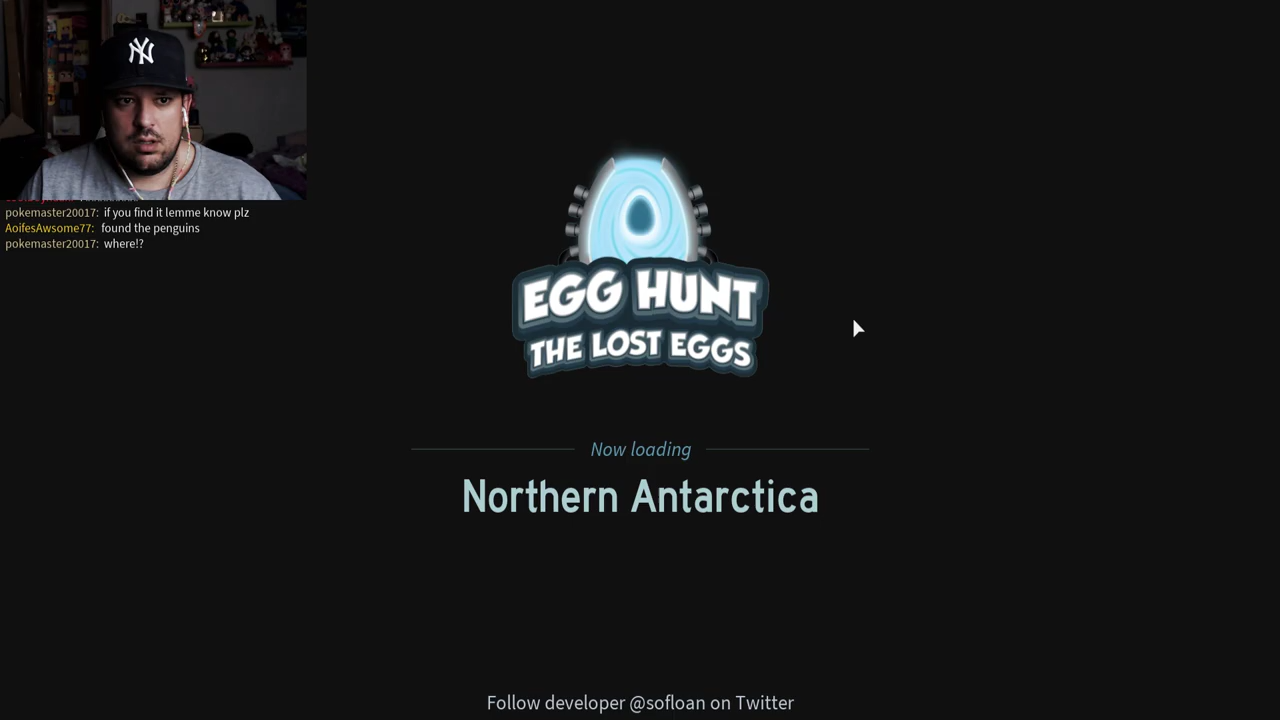 NY
pokemaster20017: if you find it lemme know plz
AoifesAwsome77: found the penguins
pokemaster20017: where!?
EGG HUNT
THE LOST EGGS
Now loading
Northern Antarctica
Follow developer @sofloan on Twitter